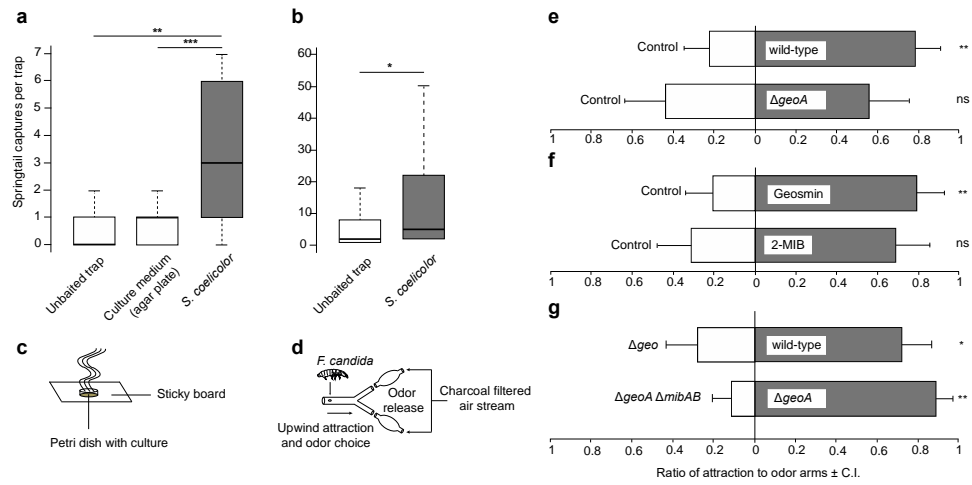 a
**
***
Springtail captures per trap
7
6
5
4
3
2
1
0
Unbaited trap
Culture medium
(agar plate)
S. coelicolor
b
*
60
50
40
30
20
10
0
Unbaited trap
S. coelicolor
c
Sticky board
Petri dish with culture
d
F. candida
Odor
release
Charcoal filtered
air stream
Upwind attraction
and odor choice
e
Control
wild-type
**
Control
ΔgeoA
ns
1 0.8 0.6 0.4 0.2 0 0.2 0.4 0.6 0.8 1
f
Control
Geosmin
**
Control
2-MIB
ns
1 0.8 0.6 0.4 0.2 0 0.2 0.4 0.6 0.8 1
g
Δgeo
wild-type
*
ΔgeoA ΔmibAB
ΔgeoA
**
1 0.8 0.6 0.4 0.2 0 0.2 0.4 0.6 0.8 1
Ratio of attraction to odor arms ± C.I.